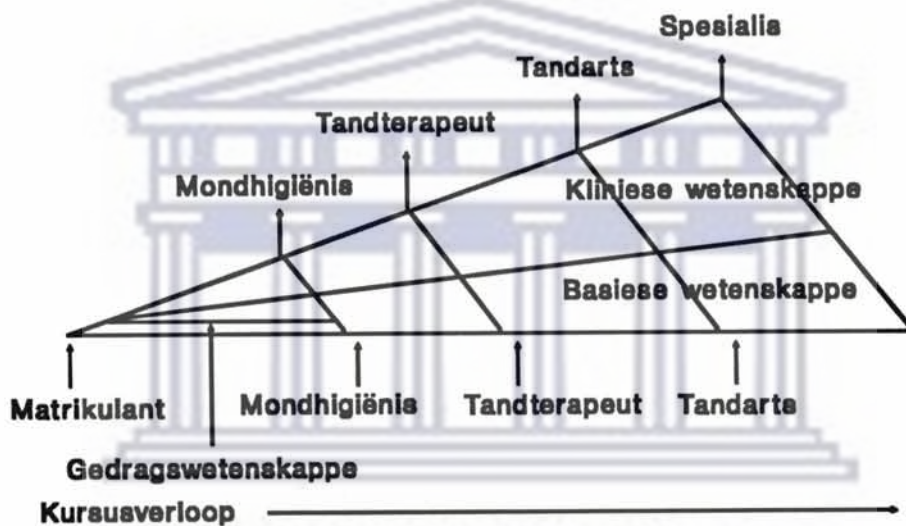 Spesialis
Tandarts
Tandterapeut
Mondhigiënis
Kliniese wetenskappe
Basiese wetenskappe
Matrikulant
Mondhigiënis
Tandterapeut
Tandarts
Gedragswetenskappe
Kursusverloop